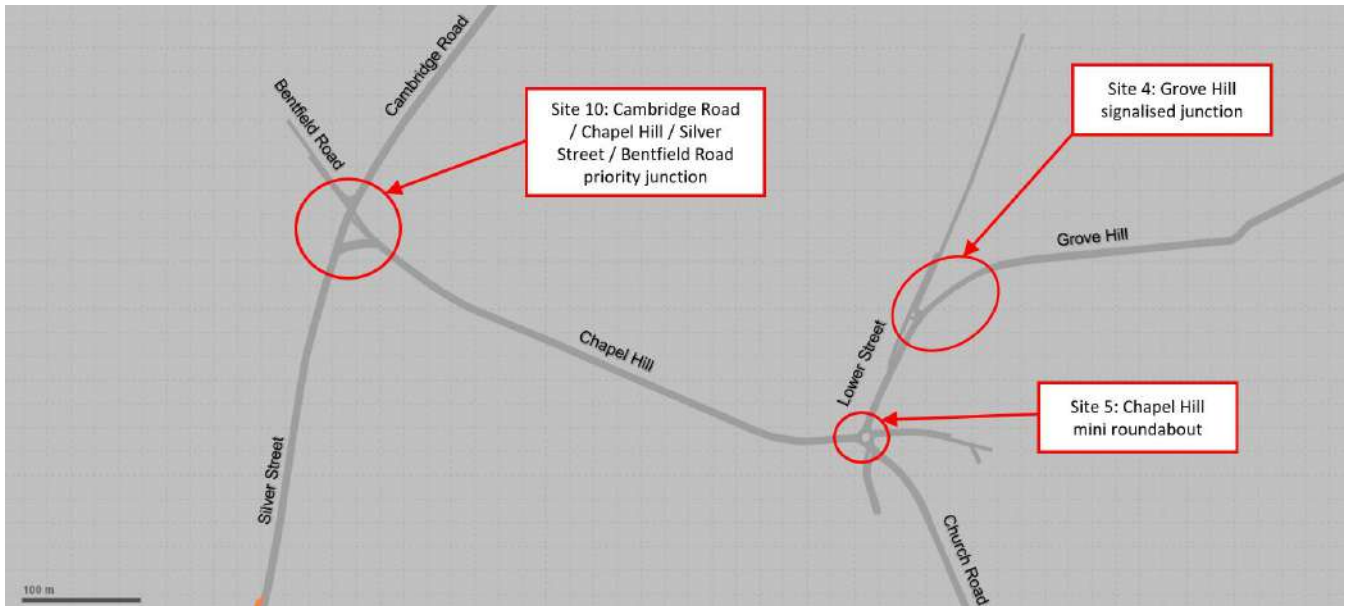 Cambridge Road
Bentfield Road
Site 10: Cambridge Road
/ Chapel Hill / Silver
Street / Bentfield Road
priority junction
Site 4: Grove Hill
signalised junction
Grove Hill
Lower Street
Chapel Hill
Site 5: Chapel Hill
mini roundabout
Silver Street
Church Road
100 m